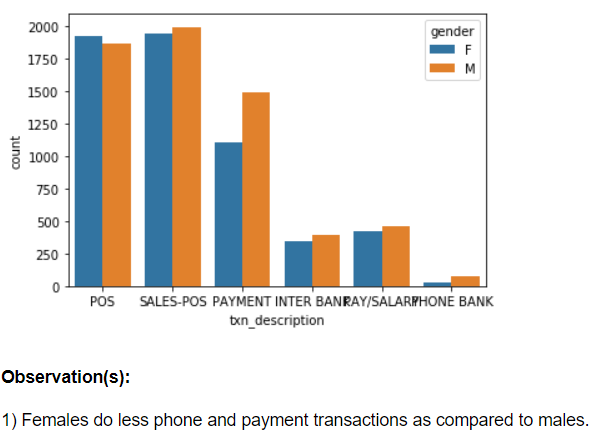 2000
1750
1500
1250
1000
750
500
250
0
count
gender
F
M
POS SALES-POS PAYMENT INTER BANK PAY/SALARY PHONE BANK
txn_description
Observation(s):
1) Females do less phone and payment transactions as compared to males.